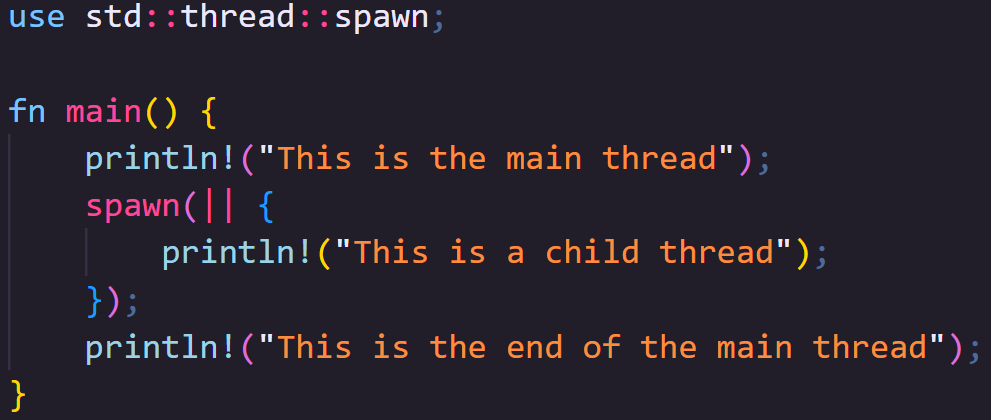 use std::thread::spawn;
fn main() {
println!("This is the main thread");
spawn(|| {
println!("This is a child thread");
});
println!("This is the end of the main thread");
}